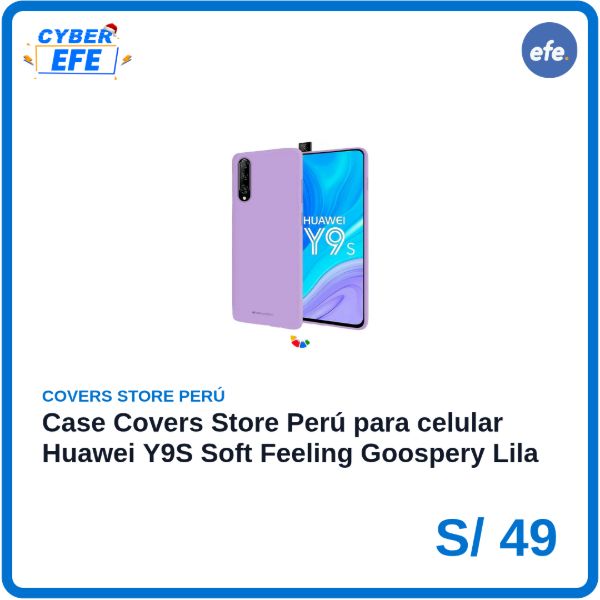 CYBER
EFE
efe.
HUAWEI
Y9s
COVERS STORE PERÚ
Case Covers Store Perú para celular
Huawei Y9S Soft Feeling Goospery Lila
S/ 49